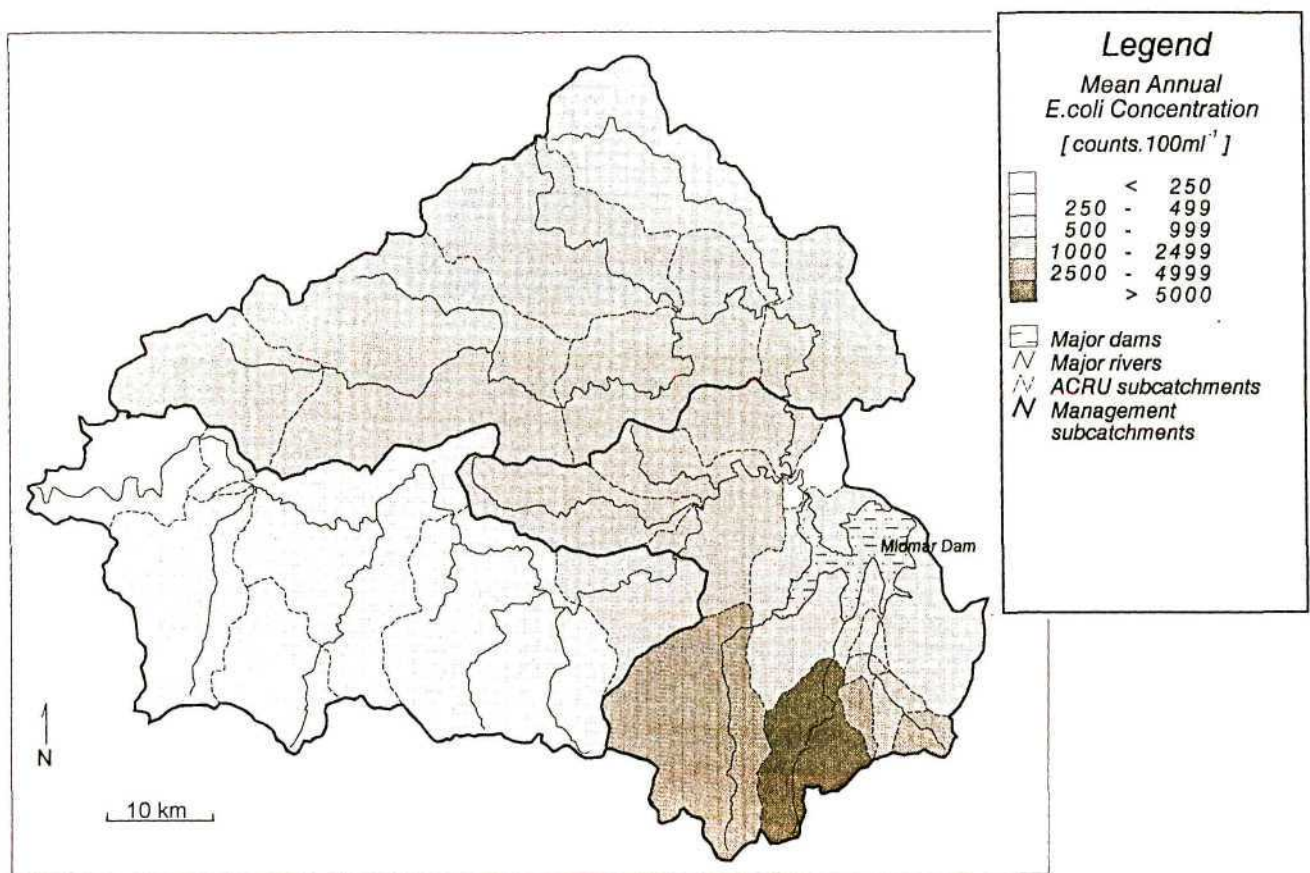 Legend
Mean Annual
E.coli Concentration
[ counts.100ml⁻¹ ]
< 250
250 - 499
500 - 999
1000 - 2499
2500 - 4999
> 5000
Major dams
Major rivers
ACRU subcatchments
Management
subcatchments
Midmar Dam
N
10 km